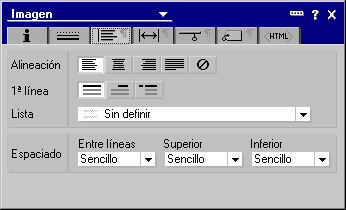 Imagen
<HTML>
Alineación
1ª línea
Lista
Sin definir
Espaciado
Entre líneas
Superior
Inferior
Sencillo
Sencillo
Sencillo